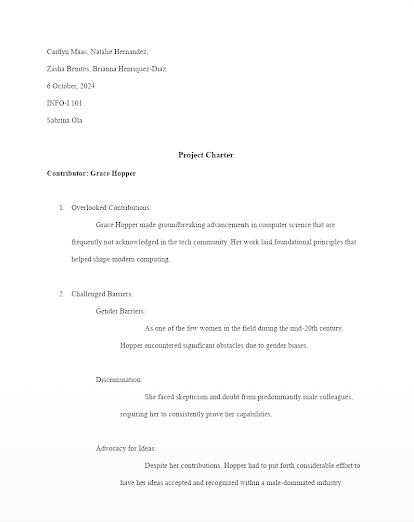 Caitlyn Maas, Natalie Hernandez,
Zasha Benites, Brianna Henriquez-Diaz
6 October, 2024
INFO-I 101
Sabrina Ola
Project Charter
Contributor: Grace Hopper
1. Overlooked Contributions:
Grace Hopper made groundbreaking advancements in computer science that are
frequently not acknowledged in the tech community. Her work laid foundational principles that
helped shape modern computing.
2. Challenged Barriers:
Gender Barriers:
As one of the few women in the field during the mid-20th century,
Hopper encountered significant obstacles due to gender biases.
Discrimination:
She faced skepticism and doubt from predominantly male colleagues,
requiring her to consistently prove her capabilities.
Advocacy for Ideas:
Despite her contributions, Hopper had to put forth considerable effort to
have her ideas accepted and recognized within a male-dominated industry.